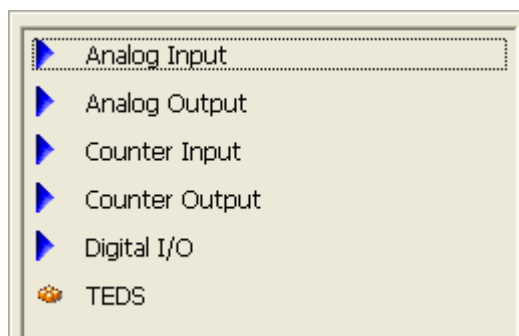 Analog Input
Analog Output
Counter Input
Counter Output
Digital I/O
TEDS